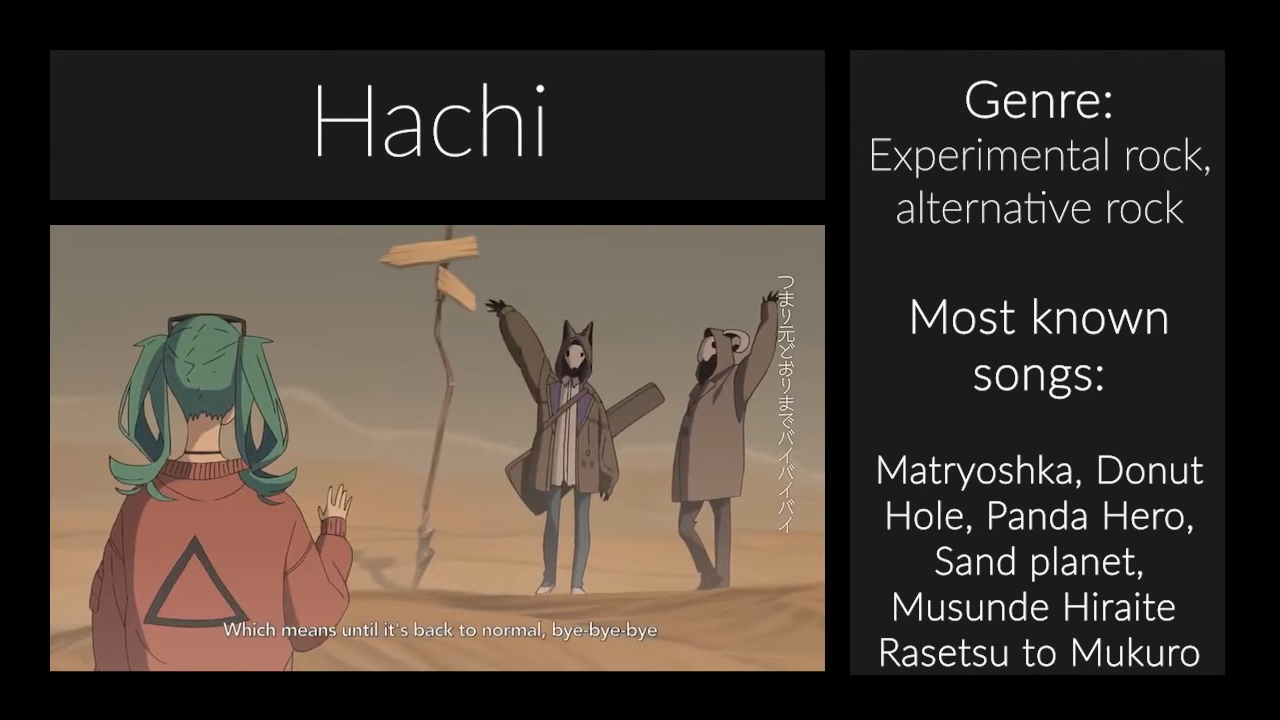 Hachi
Genre:
Experimental rock,
alternative rock
Most known
songs:
Matryoshka, Donut
Hole, Panda Hero,
Sand planet,
Musunde Hiraite
Rasetsu to Mukuro
つまり元どおりまでバイバイバイ
Which means until it's back to normal, bye-bye-bye